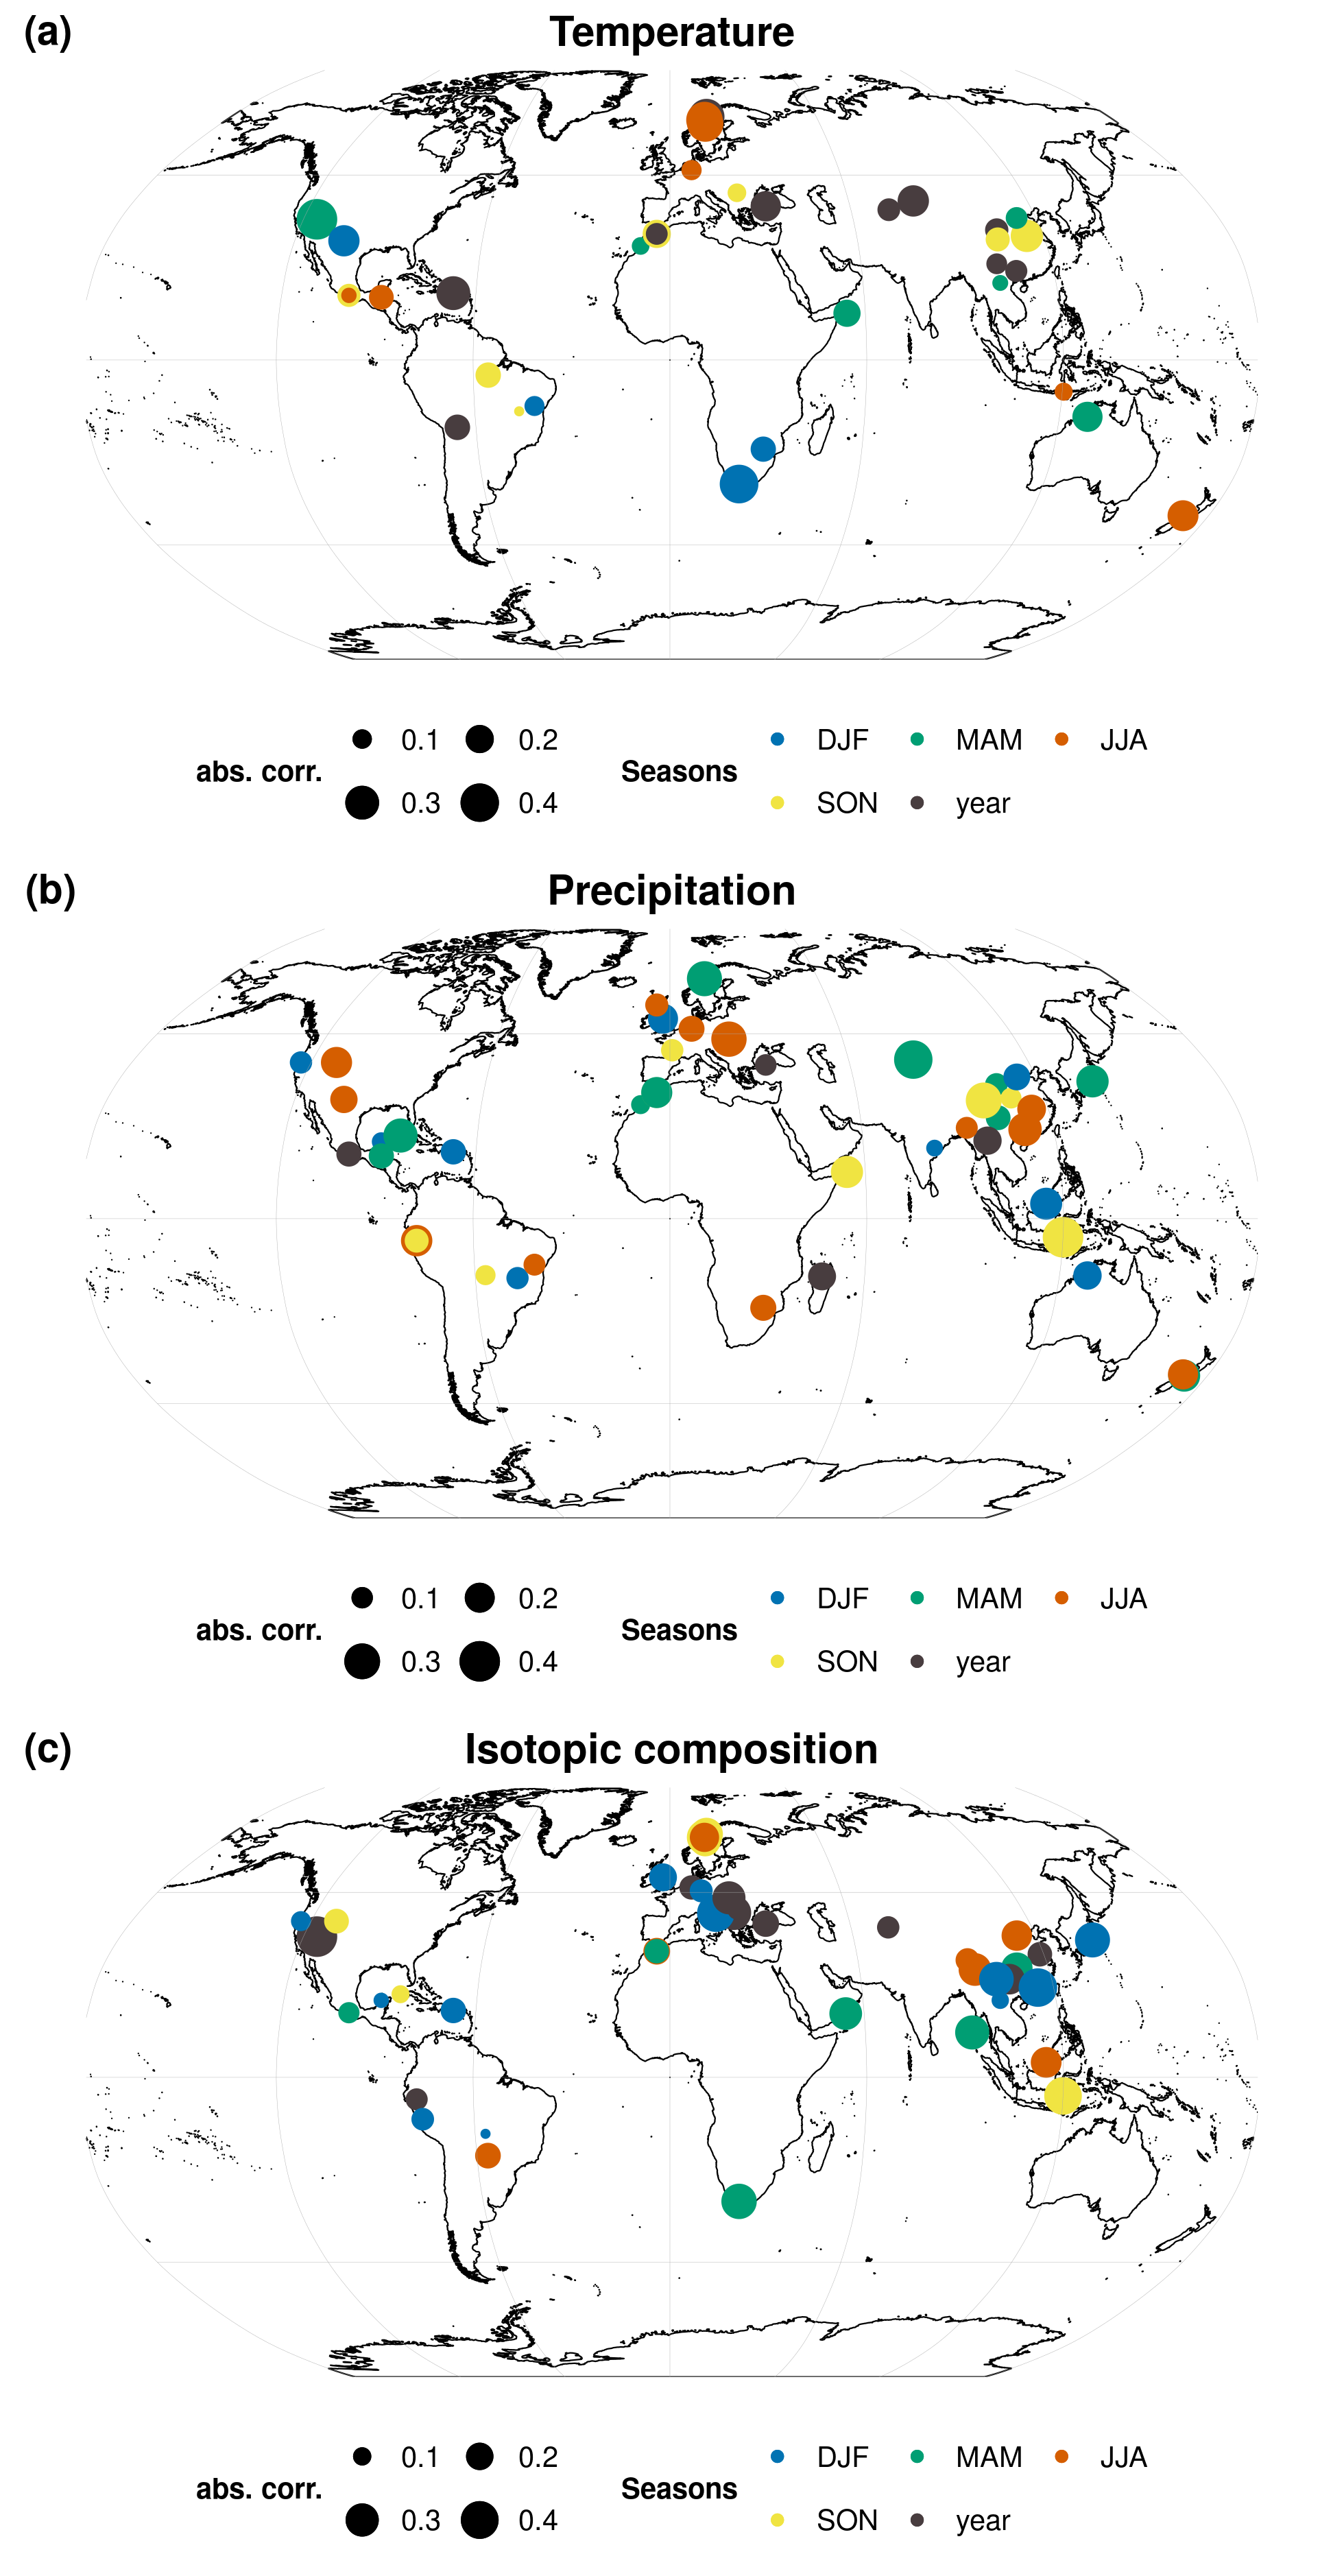 (a) Temperature
abs. corr. 0.1 0.2 0.3 0.4 Seasons DJF MAM JJA SON year
(b) Precipitation
abs. corr. 0.1 0.2 0.3 0.4 Seasons DJF MAM JJA SON year
(c) Isotopic composition
abs. corr. 0.1 0.2 0.3 0.4 Seasons DJF MAM JJA SON year